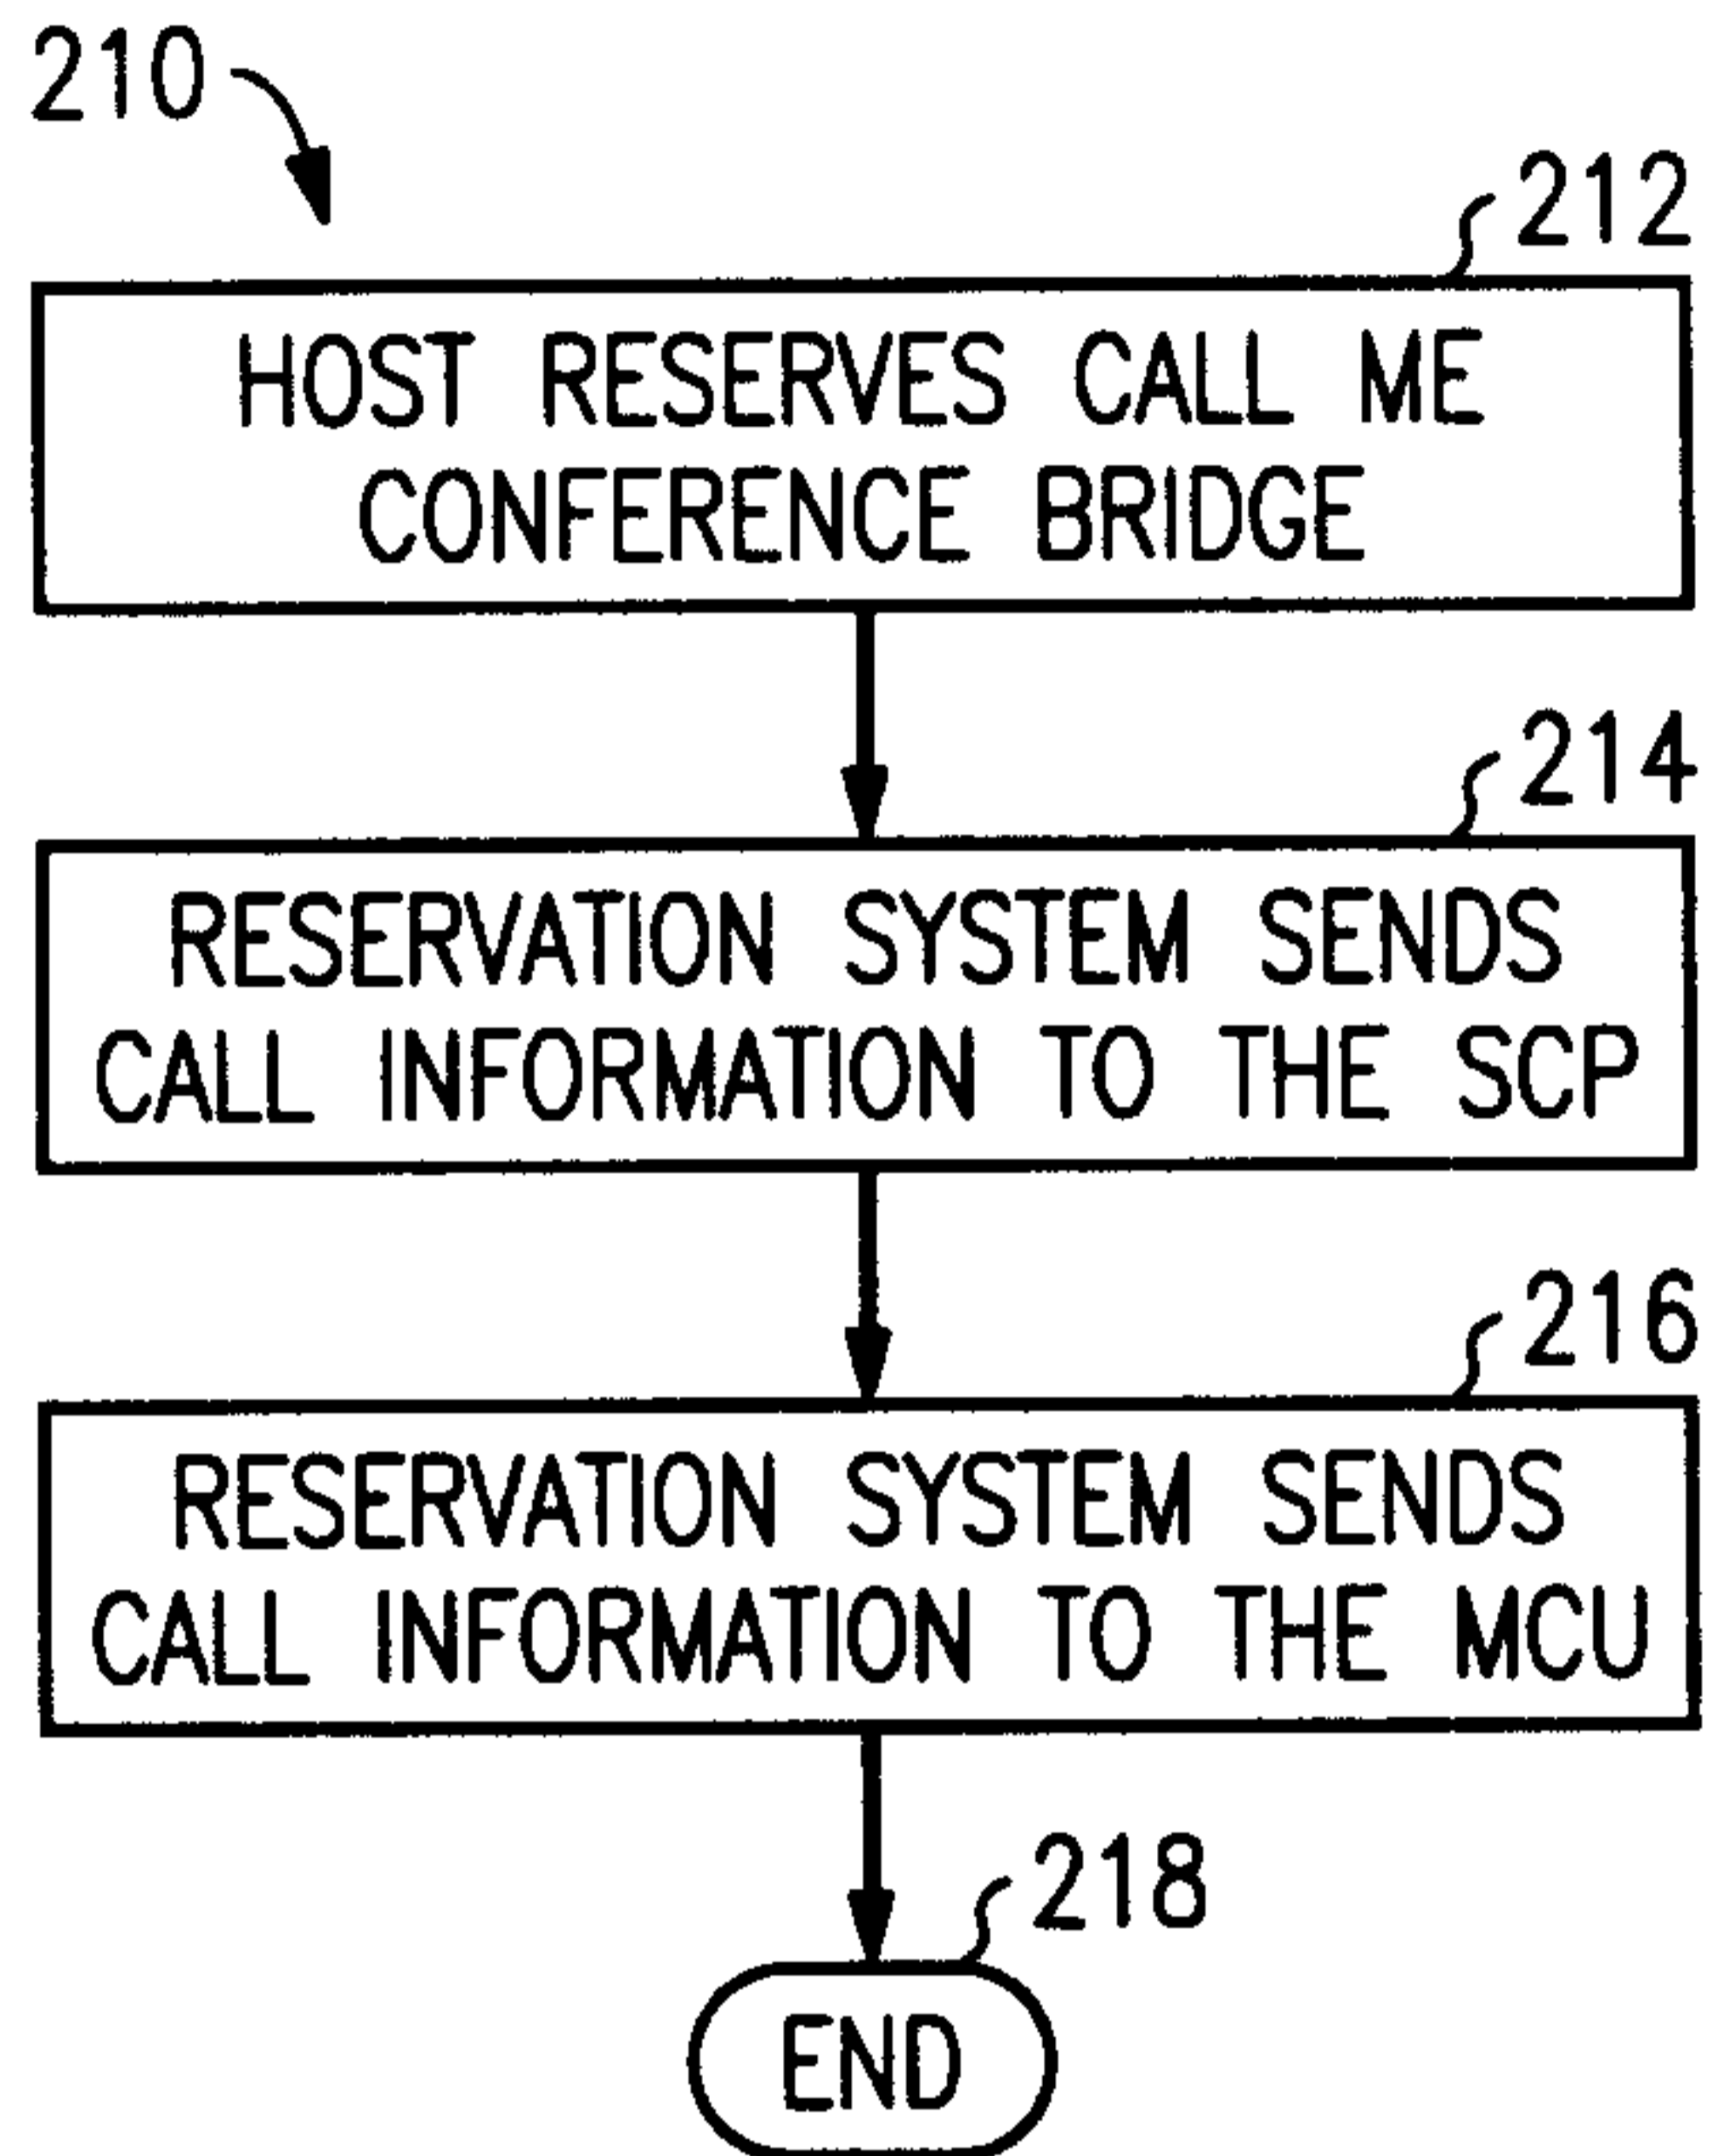 210
212
HOST RESERVES CALL ME
CONFERENCE BRIDGE
214
RESERVATION SYSTEM SENDS
CALL INFORMATION TO THE SCP
216
RESERVATION SYSTEM SENDS
CALL INFORMATION TO THE MCU
218
END